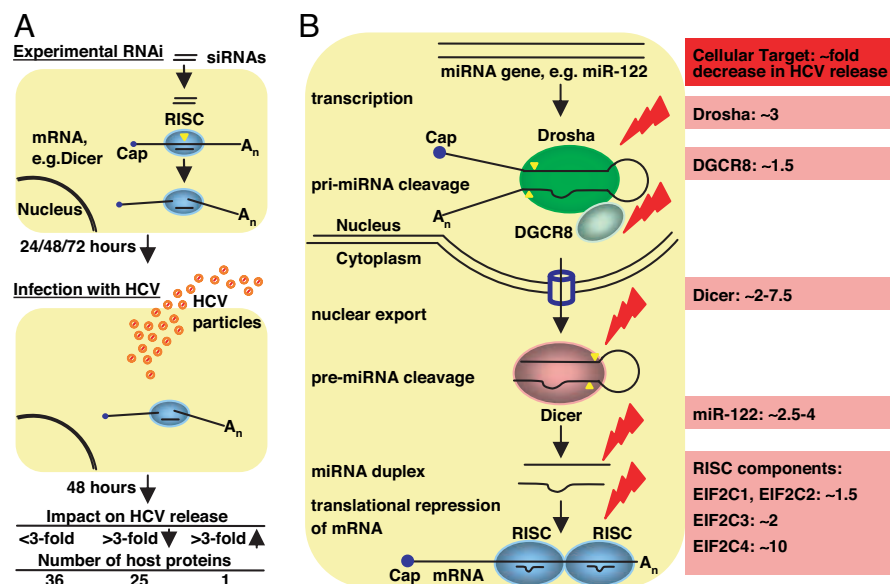 A
Experimental RNAi
siRNAs
RISC
mRNA,
e.g.Dicer
Cap
An
Nucleus
An
24/48/72 hours
Infection with HCV
HCV
particles
An
48 hours
Impact on HCV release
<3-fold >3-fold >3-fold
Number of host proteins
36 25 1
B
miRNA gene, e.g. miR-122
transcription
Drosha
Cap
pri-miRNA cleavage
An
DGCR8
Nucleus
Cytoplasm
nuclear export
pre-miRNA cleavage
Dicer
miRNA duplex
translational repression
of mRNA
RISC RISC
An
Cap mRNA
Cellular Target: ~fold
decrease in HCV release
Drosha: ~3
DGCR8: ~1.5
Dicer: ~2-7.5
miR-122: ~2.5-4
RISC components:
EIF2C1, EIF2C2: ~1.5
EIF2C3: ~2
EIF2C4: ~10